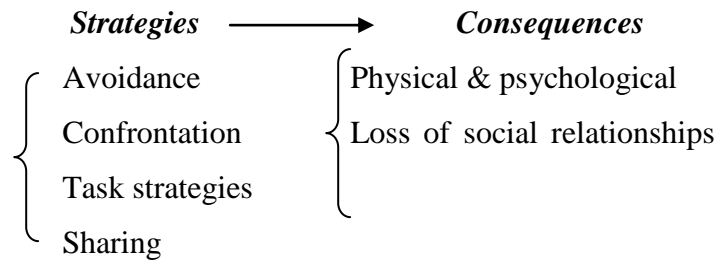 Strategies Consequences
Avoidance Physical & psychological
Confrontation Loss of social relationships
Task strategies
Sharing